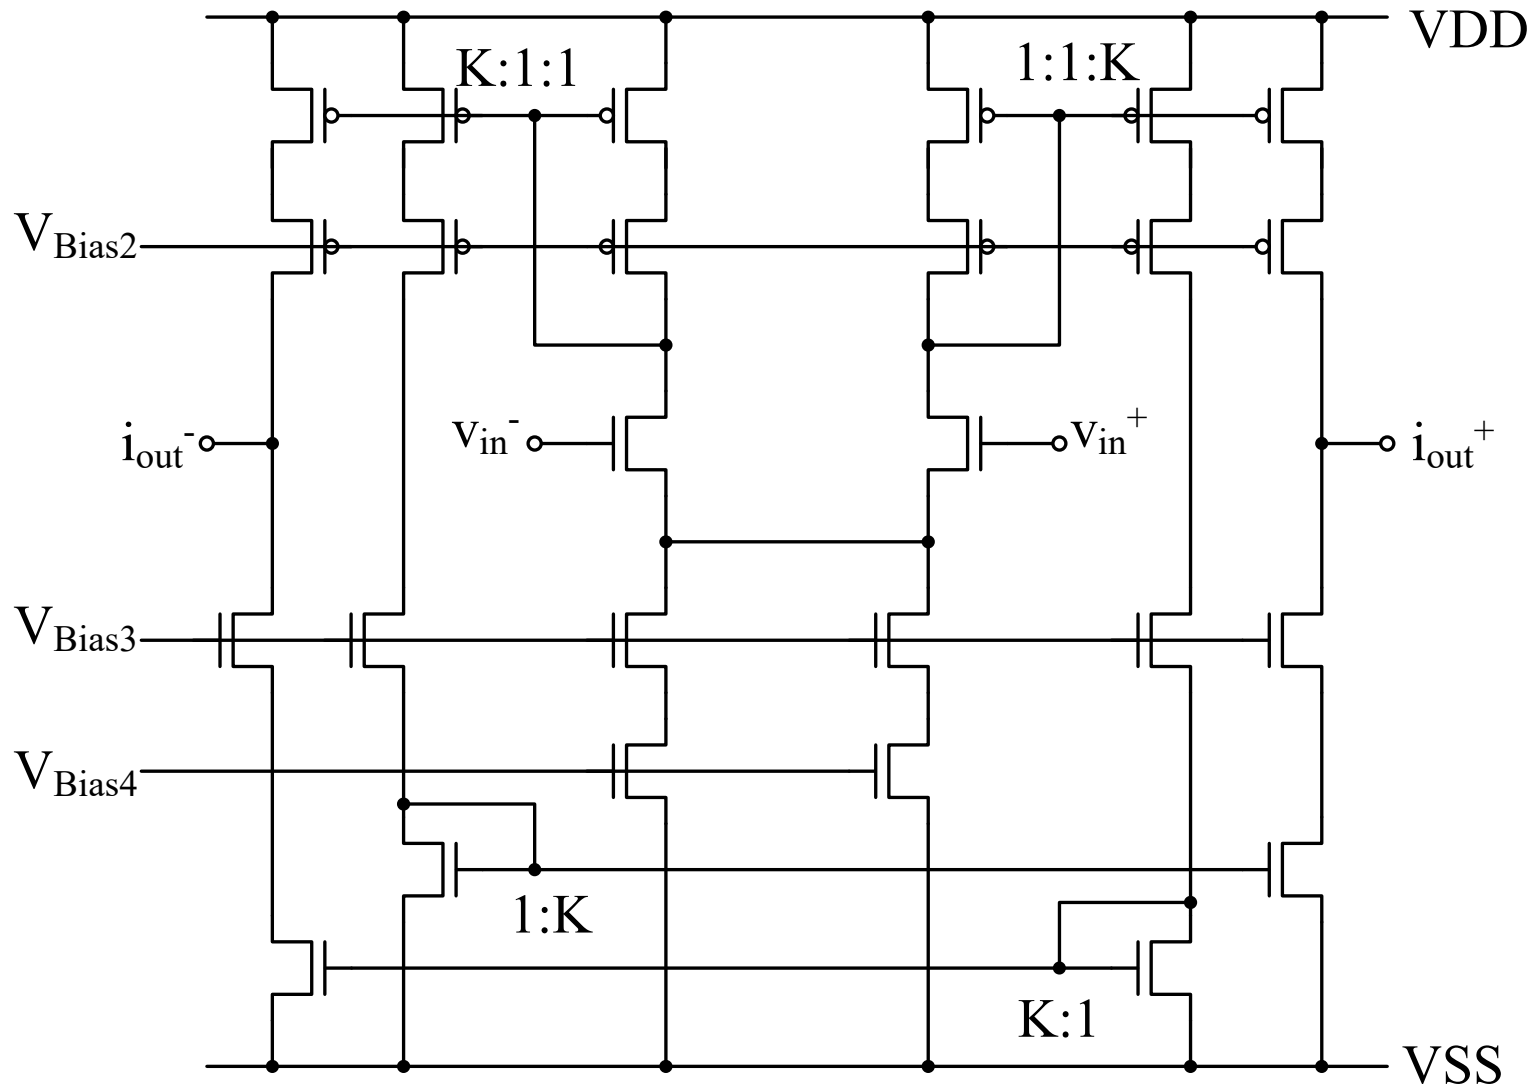 VDD
K:1:1
1:1:K
VBias2
iout-
vin-
vin+
iout+
VBias3
VBias4
1:K
K:1
VSS